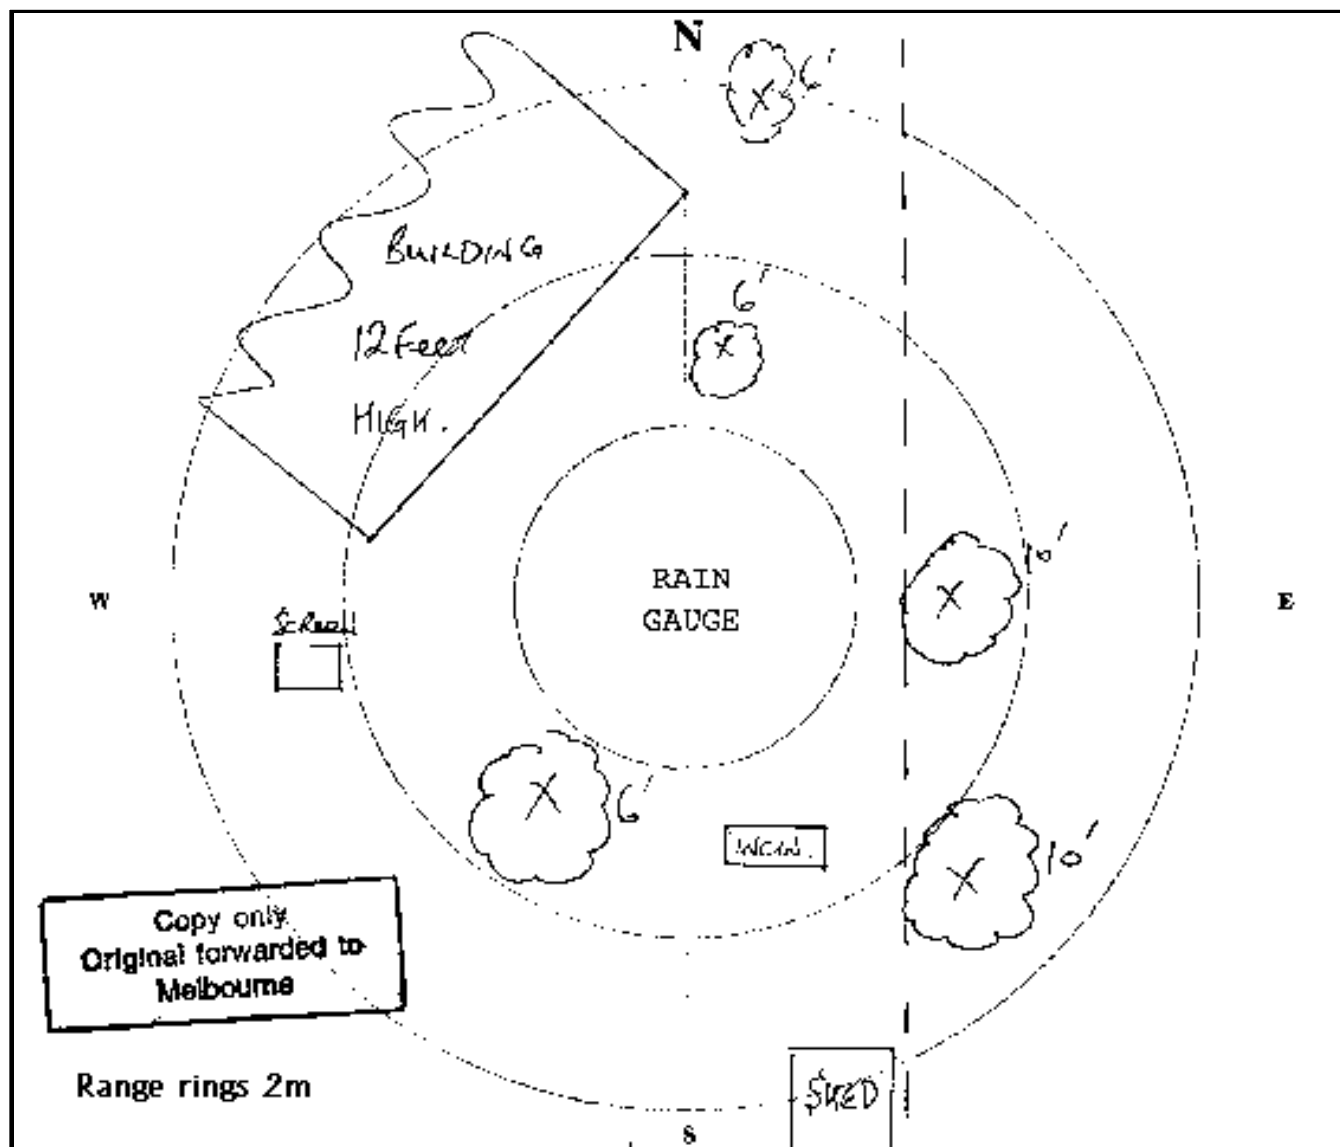 N
6'
BUILDING
6'
12 Feet
HIGH.
10'
RAIN
GAUGE
W
E
SCREEN
6'
10'
Copy only
Original forwarded to
Melbourne
Range rings 2m
SHED
S